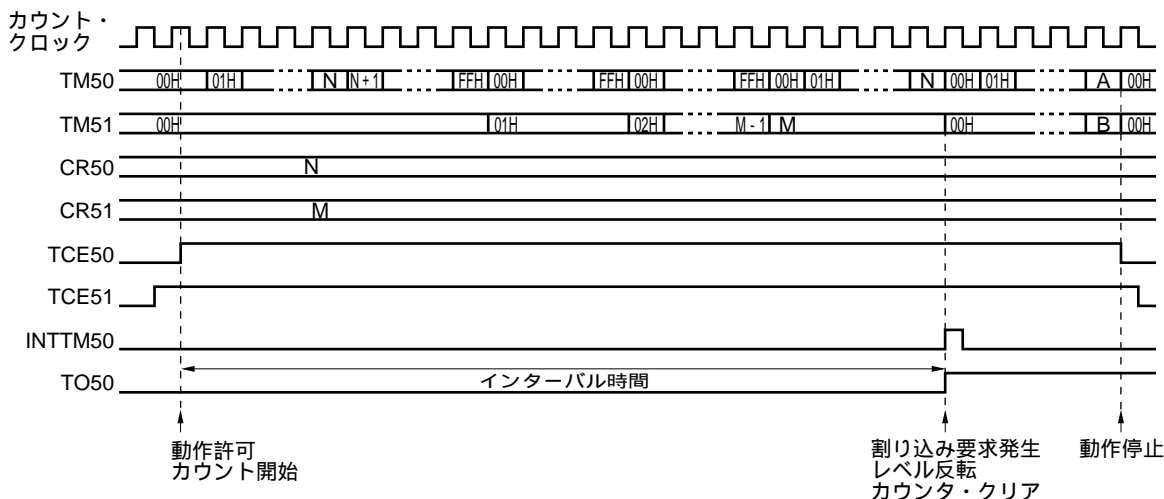 カウント・
クロック
TM50 00H 01H N N+1 FFH 00H FFH 00H FFH 00H 01H N 00H 01H A 00H
TM51 00H 01H 02H M-1 M 00H B 00H
CR50 N
CR51 M
TCE50
TCE51
INTTM50
TO50 インターバル時間
動作許可
カウント開始
割り込み要求発生
レベル反転
カウンタ・クリア
動作停止